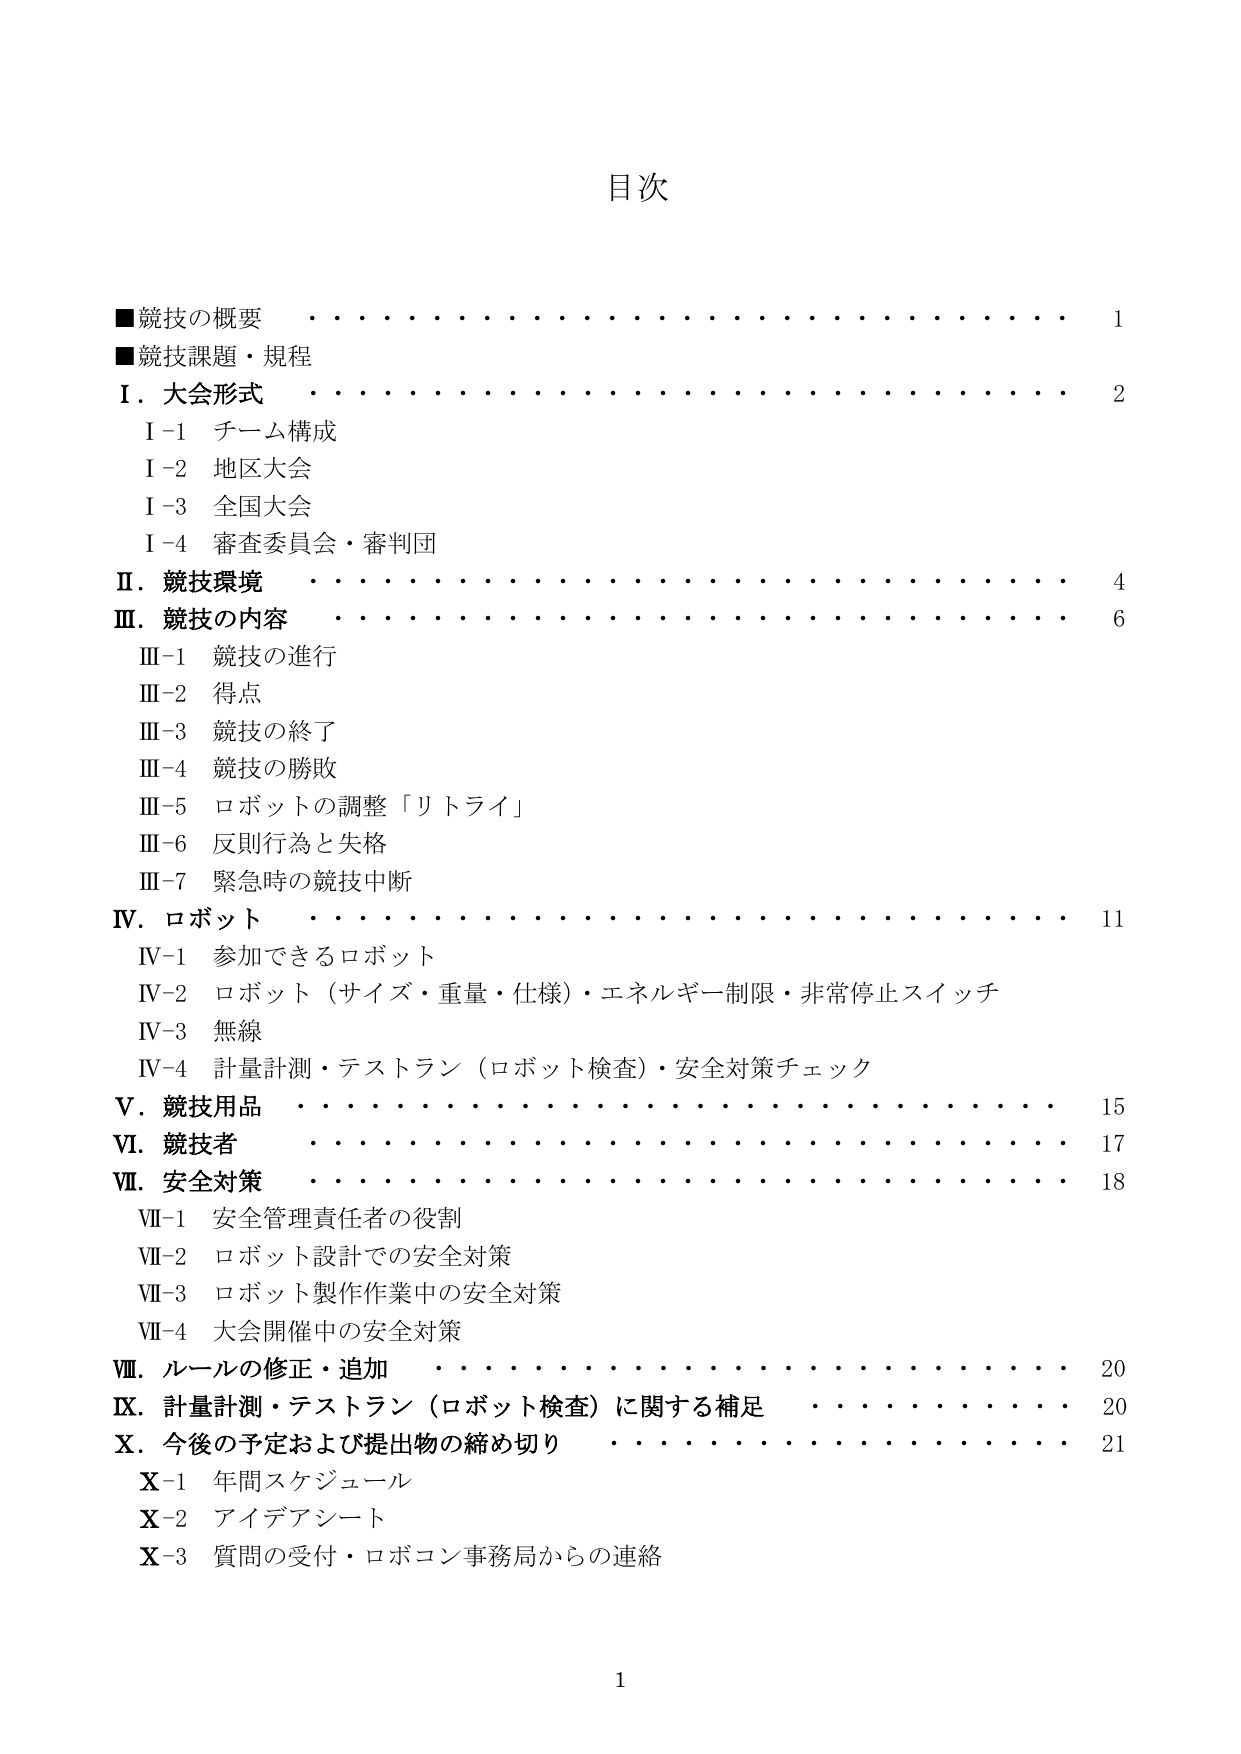 目次
■競技の概要　・・・・・・・・・・・・・・・・・・・・・・・・・・・・・・・　1
■競技課題・規程
Ⅰ．大会形式　・・・・・・・・・・・・・・・・・・・・・・・・・・・・・・・　2
Ⅰ-1　チーム構成
Ⅰ-2　地区大会
Ⅰ-3　全国大会
Ⅰ-4　審査委員会・審判団
Ⅱ．競技環境　・・・・・・・・・・・・・・・・・・・・・・・・・・・・・・・　4
Ⅲ．競技の内容　・・・・・・・・・・・・・・・・・・・・・・・・・・・・・・　6
Ⅲ-1　競技の進行
Ⅲ-2　得点
Ⅲ-3　競技の終了
Ⅲ-4　競技の勝敗
Ⅲ-5　ロボットの調整「リトライ」
Ⅲ-6　反則行為と失格
Ⅲ-7　緊急時の競技中断
Ⅳ．ロボット　・・・・・・・・・・・・・・・・・・・・・・・・・・・・・・・　11
Ⅳ-1　参加できるロボット
Ⅳ-2　ロボット（サイズ・重量・仕様）・エネルギー制限・非常停止スイッチ
Ⅳ-3　無線
Ⅳ-4　計量計測・テストラン（ロボット検査）・安全対策チェック
Ⅴ．競技用品　・・・・・・・・・・・・・・・・・・・・・・・・・・・・・・・　15
Ⅵ．競技者　・・・・・・・・・・・・・・・・・・・・・・・・・・・・・・・　17
Ⅶ．安全対策　・・・・・・・・・・・・・・・・・・・・・・・・・・・・・・・　18
Ⅶ-1　安全管理責任者の役割
Ⅶ-2　ロボット設計での安全対策
Ⅶ-3　ロボット製作作業中の安全対策
Ⅶ-4　大会開催中の安全対策
Ⅷ．ルールの修正・追加　・・・・・・・・・・・・・・・・・・・・・・・・・・　20
Ⅸ．計量計測・テストラン（ロボット検査）に関する補足　・・・・・・・・・・・　20
Ⅹ．今後の予定および提出物の締め切り　・・・・・・・・・・・・・・・・・・・　21
Ⅹ-1　年間スケジュール
Ⅹ-2　アイデアシート
Ⅹ-3　質問の受付・ロボコン事務局からの連絡
1